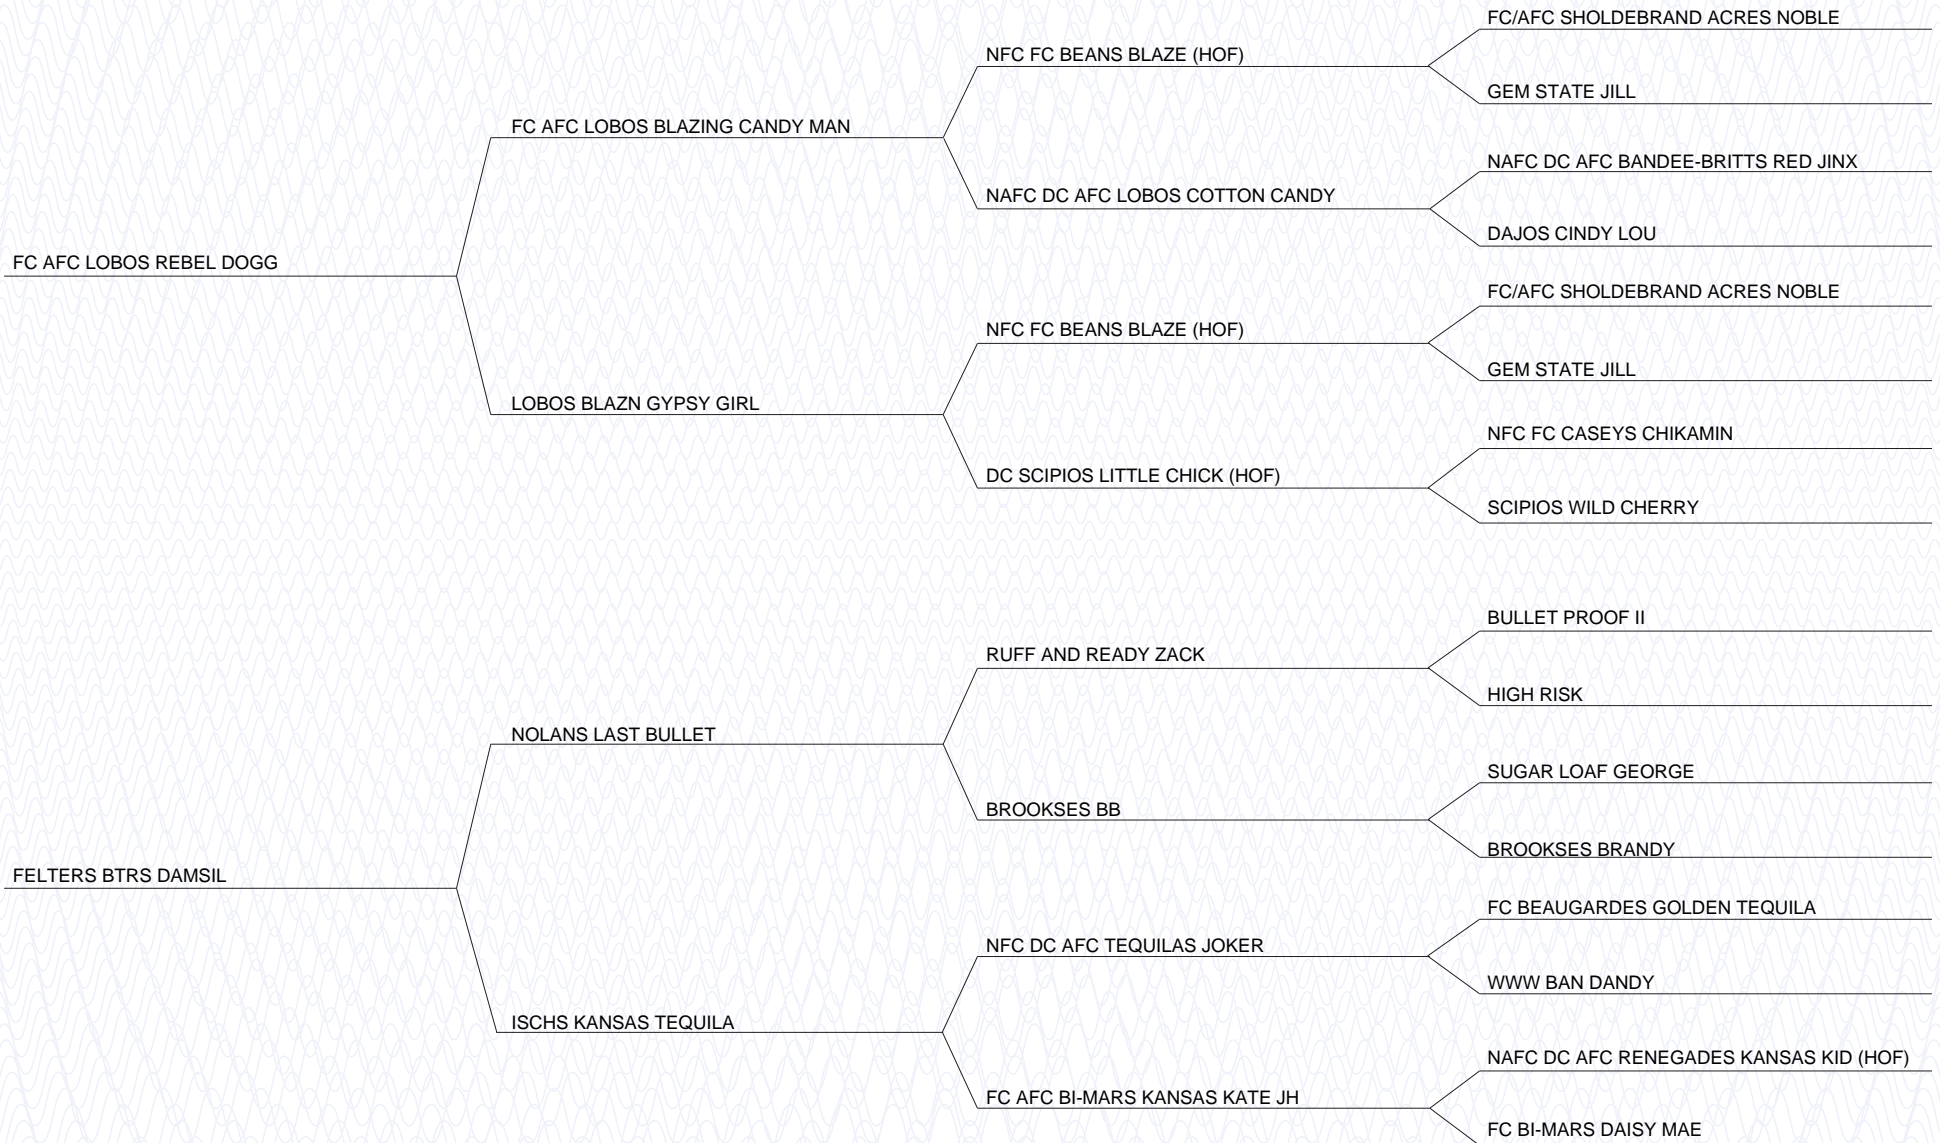 FC/AFC SHOLDEBRAND ACRES NOBLE
NFC FC BEANS BLAZE (HOF)
GEM STATE JILL
FC AFC LOBOS BLAZING CANDY MAN
NAFC DC AFC BANDEE-BRITTS RED JINX
NAFC DC AFC LOBOS COTTON CANDY
DAJOS CINDY LOU
FC AFC LOBOS REBEL DOGG
FC/AFC SHOLDEBRAND ACRES NOBLE
NFC FC BEANS BLAZE (HOF)
GEM STATE JILL
LOBOS BLAZN GYPSY GIRL
NFC FC CASEYS CHIKAMIN
DC SCIPIOS LITTLE CHICK (HOF)
SCIPIOS WILD CHERRY
BULLET PROOF II
RUFF AND READY ZACK
HIGH RISK
NOLANS LAST BULLET
SUGAR LOAF GEORGE
BROOKSES BB
BROOKSES BRANDY
FELTERS BTRS DAMSIL
FC BEAUGARDES GOLDEN TEQUILA
NFC DC AFC TEQUILAS JOKER
WWW BAN DANDY
ISCHS KANSAS TEQUILA
NAFC DC AFC RENEGADES KANSAS KID (HOF)
FC AFC BI-MARS KANSAS KATE JH
FC BI-MARS DAISY MAE